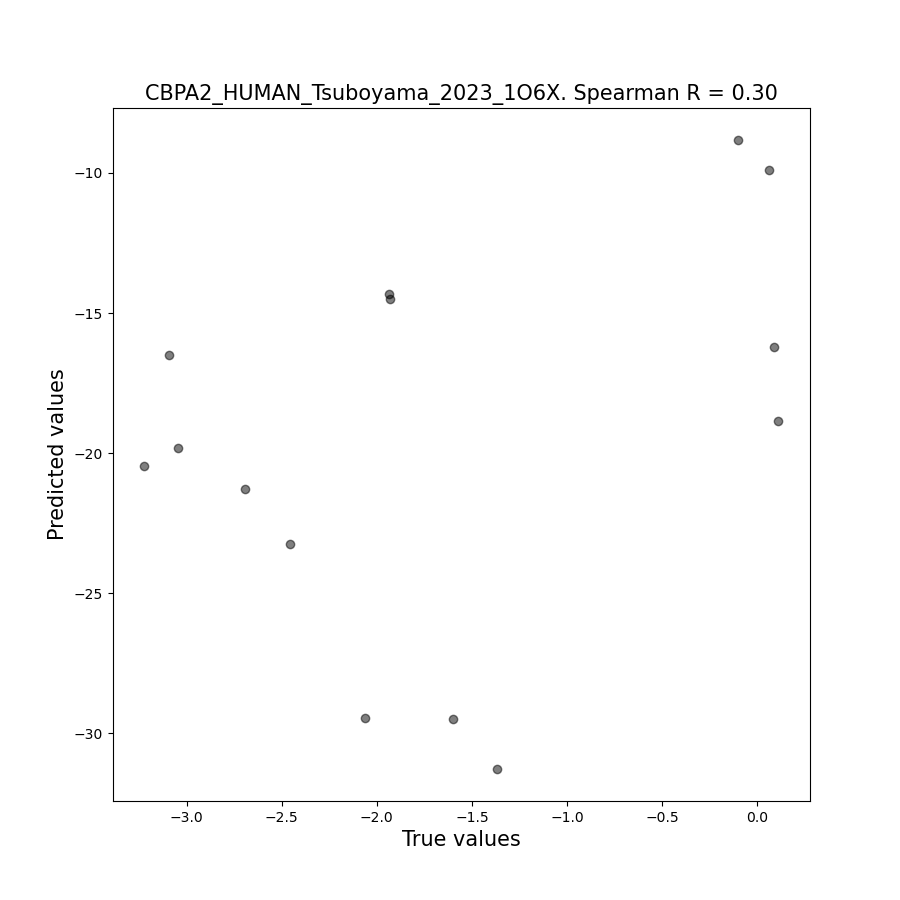 CBPA2_HUMAN_Tsuboyama_2023_1O6X. Spearman R = 0.30
−10
−15
−20
−25
−30
Predicted values
−3.0 −2.5 −2.0 −1.5 −1.0 −0.5 0.0
True values